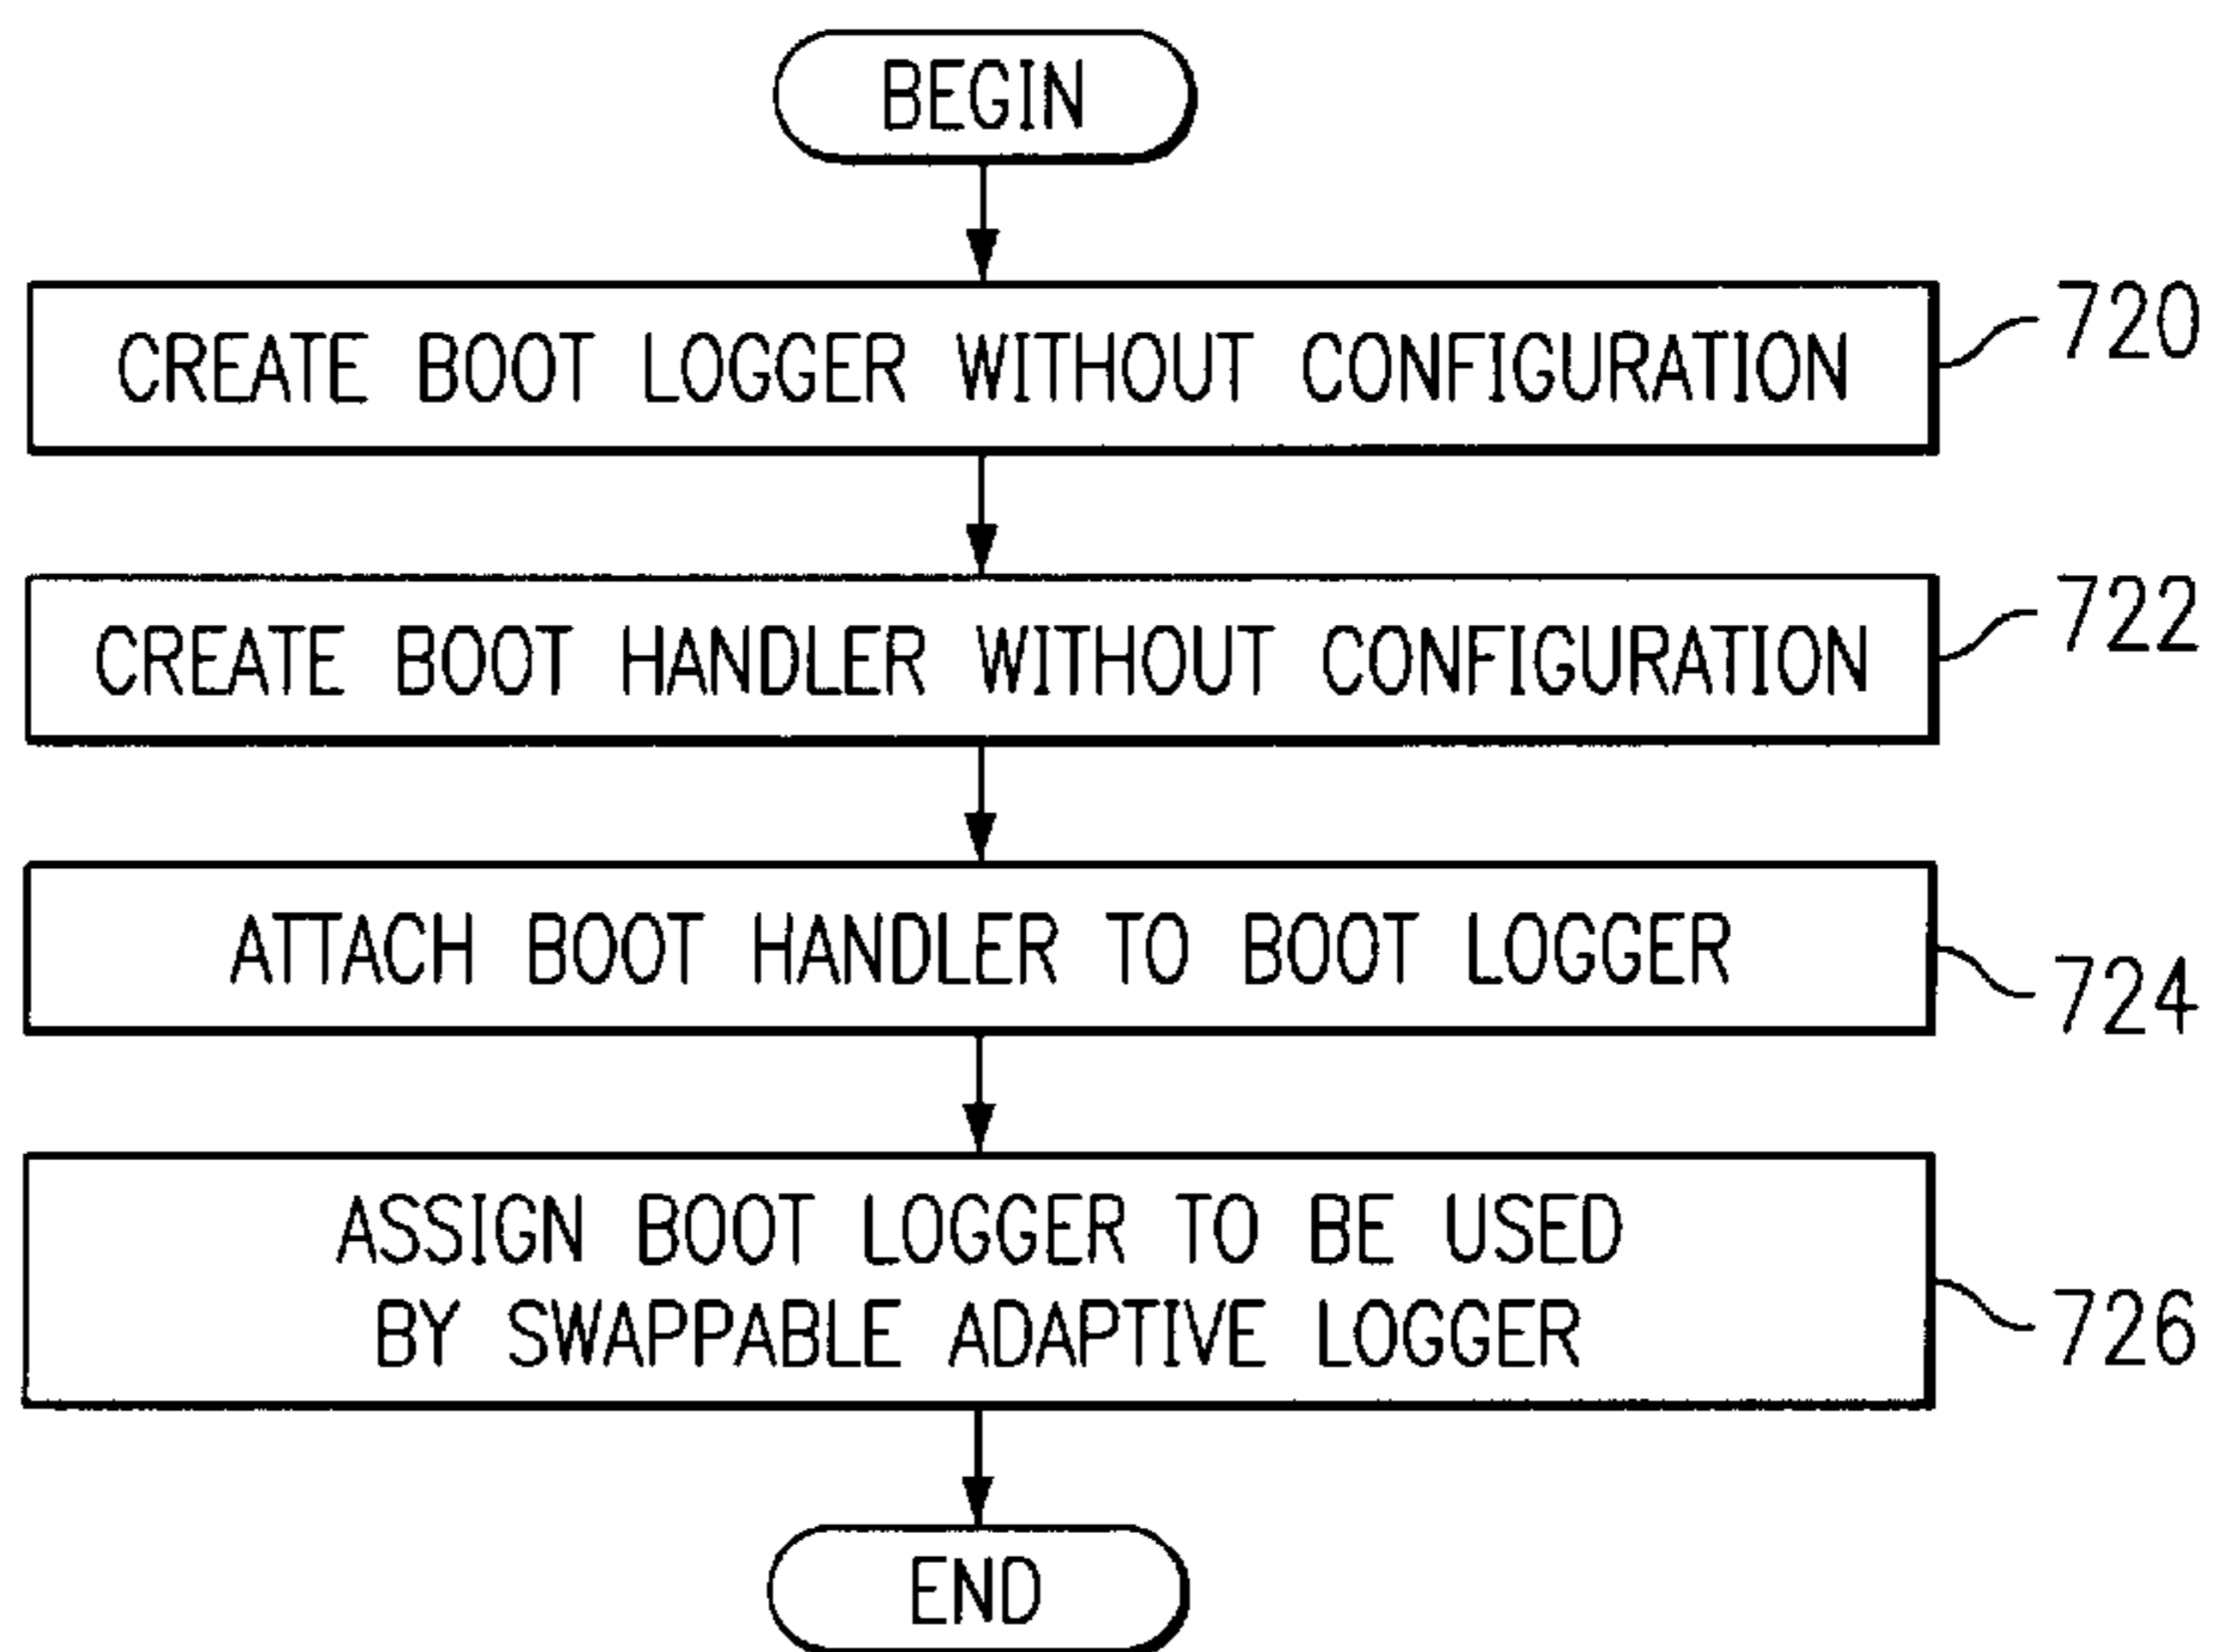 BEGIN
CREATE BOOT LOGGER WITHOUT CONFIGURATION
720
CREATE BOOT HANDLER WITHOUT CONFIGURATION
722
ATTACH BOOT HANDLER TO BOOT LOGGER
724
ASSIGN BOOT LOGGER TO BE USED
BY SWAPPABLE ADAPTIVE LOGGER
726
END